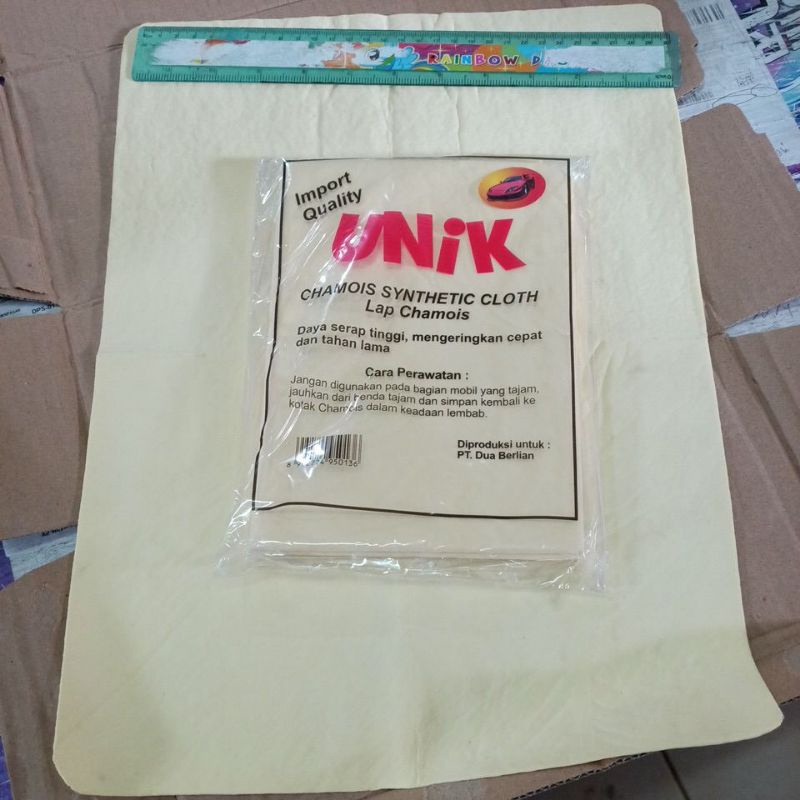 RAINBOW
Import
Quality
UNiK
CHAMOIS SYNTHETIC CLOTH
Lap Chamois
Daya serap tinggi, mengeringkan cepat
dan tahan lama
Cara Perawatan :
Jangan digunakan pada bagian mobil yang tajam,
jauhkan dari benda tajam dan simpan kembali ke
kotak Chamois dalam keadaan lembab.
Diproduksi untuk :
PT. Dua Berlian
950136